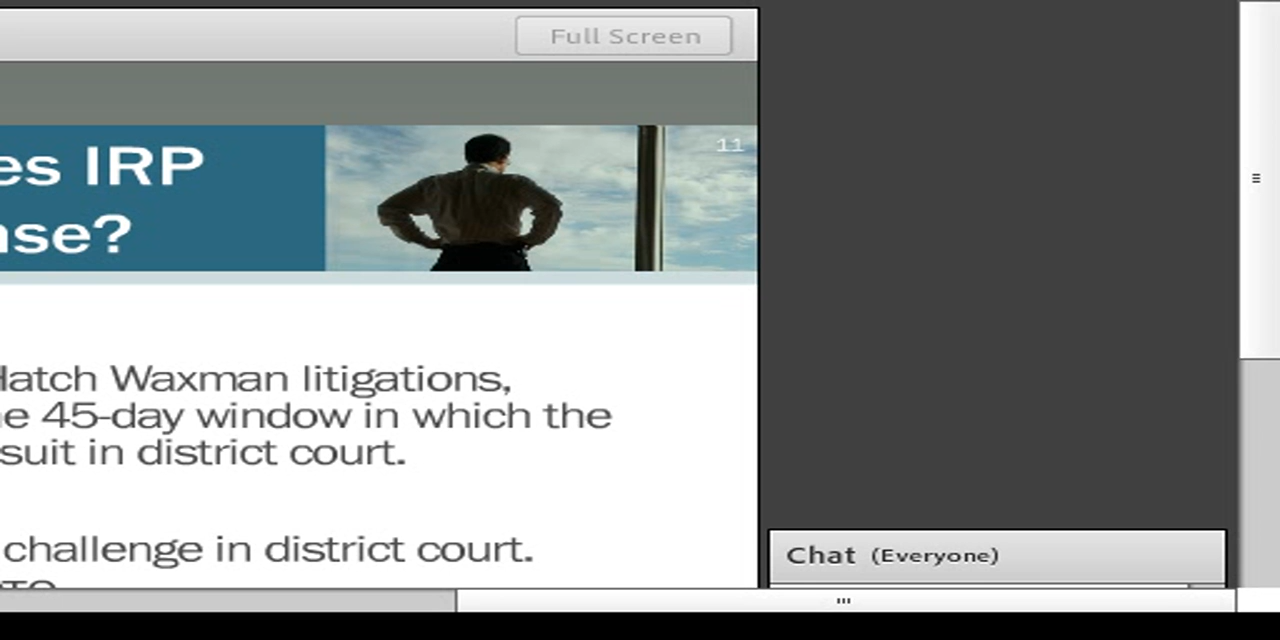 Full Screen
es IRP
nse?
11
Hatch Waxman litigations,
e 45-day window in which the
suit in district court.
challenge in district court.
Chat (Everyone)